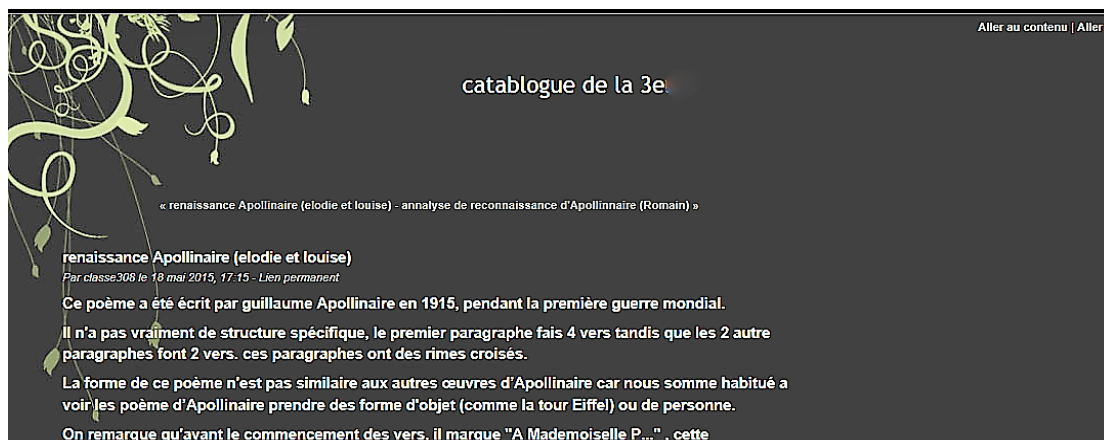 Aller au contenu | Aller
catablogue de la 3e
« renaissance Apollinaire (elodie et louise) - annalyse de reconnaissance d'Apollinnaire (Romain) »
renaissance Apollinaire (elodie et louise)
Par classe308 le 18 mai 2015, 17:15 - Lien permanent
Ce poème a été écrit par guillaume Apollinaire en 1915, pendant la première guerre mondial.
Il n'a pas vraiment de structure spécifique, le premier paragraphe fais 4 vers tandis que les 2 autre
paragraphes font 2 vers. ces paragraphes ont des rimes croisés.
La forme de ce poème n'est pas similaire aux autres œuvres d'Apollinaire car nous somme habitué a
voir les poème d'Apollinaire prendre des forme d'objet (comme la tour Eiffel) ou de personne.
On remarque qu'avant le commencement des vers, il marque "A Mademoiselle P..." , cette